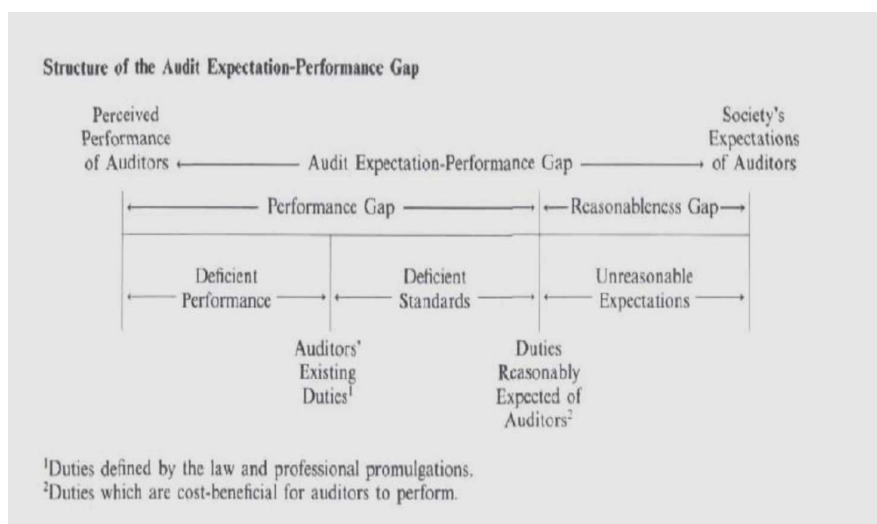 Structure of the Audit Expectation-Performance Gap
Perceived
Performance
of Auditors
Audit Expectation-Performance Gap
Society's
Expectations
of Auditors
Performance Gap
Reasonableness Gap
Deficient
Performance
Deficient
Standards
Unreasonable
Expectations
Auditors'
Existing
Duties¹
Duties
Reasonably
Expected of
Auditors²
¹Duties defined by the law and professional promulgations.
²Duties which are cost-beneficial for auditors to perform.